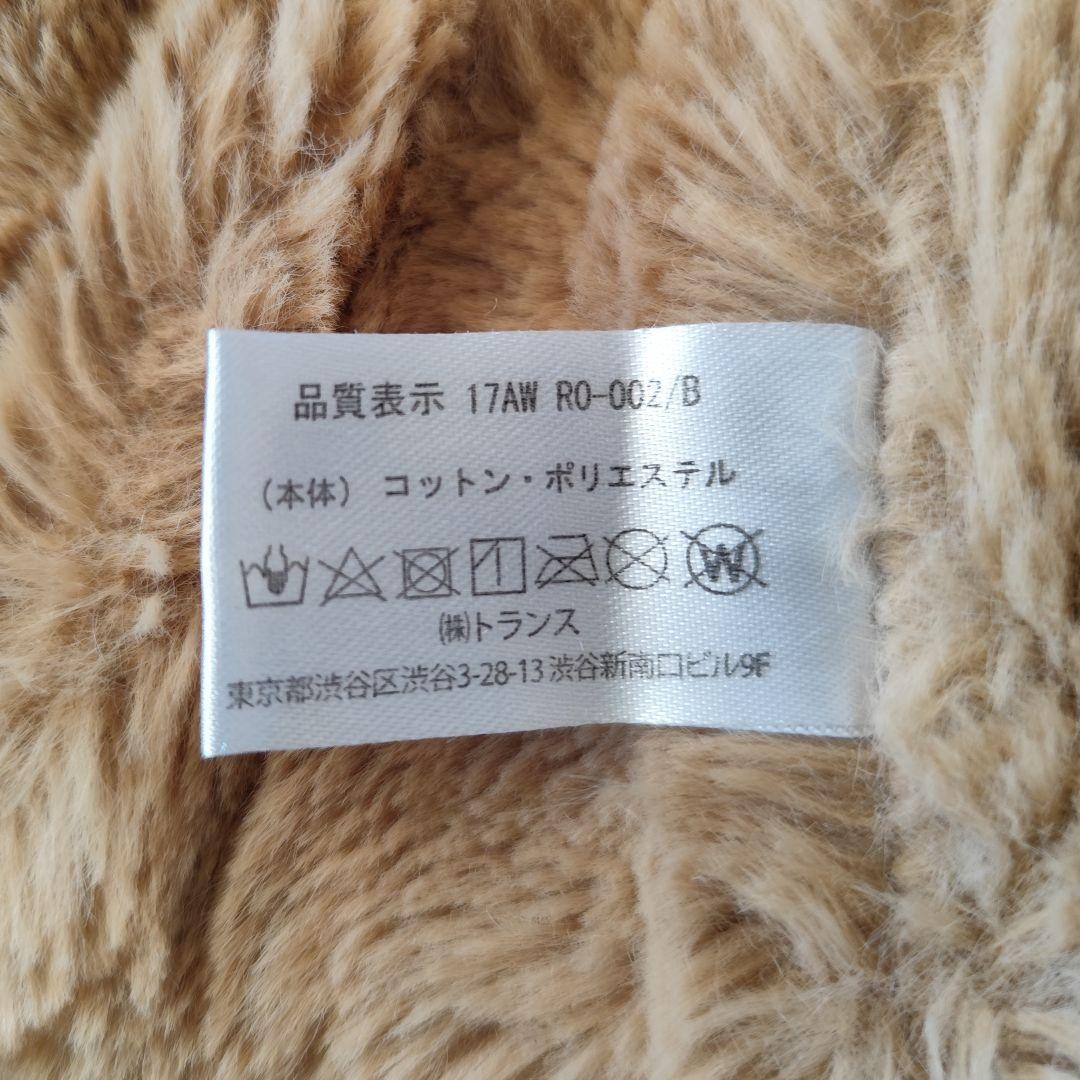 品質表示 17AW RO-002/B
（本体） コットン・ポリエステル
㈱トランス
東京都渋谷区渋谷3-28-13渋谷新南口ビル9F